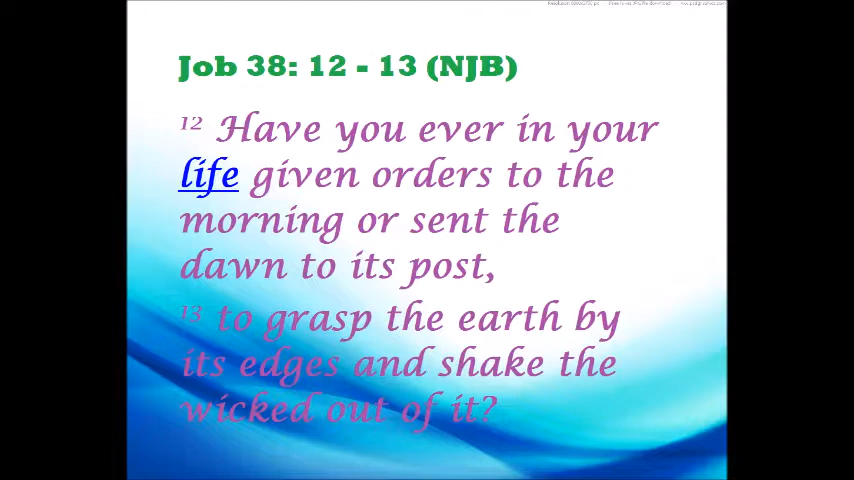 Job 38: 12 - 13 (NJB)
12 Have you ever in your
life given orders to the
morning or sent the
dawn to its post,
13 to grasp the earth by
its edges and shake the
wicked out of it?